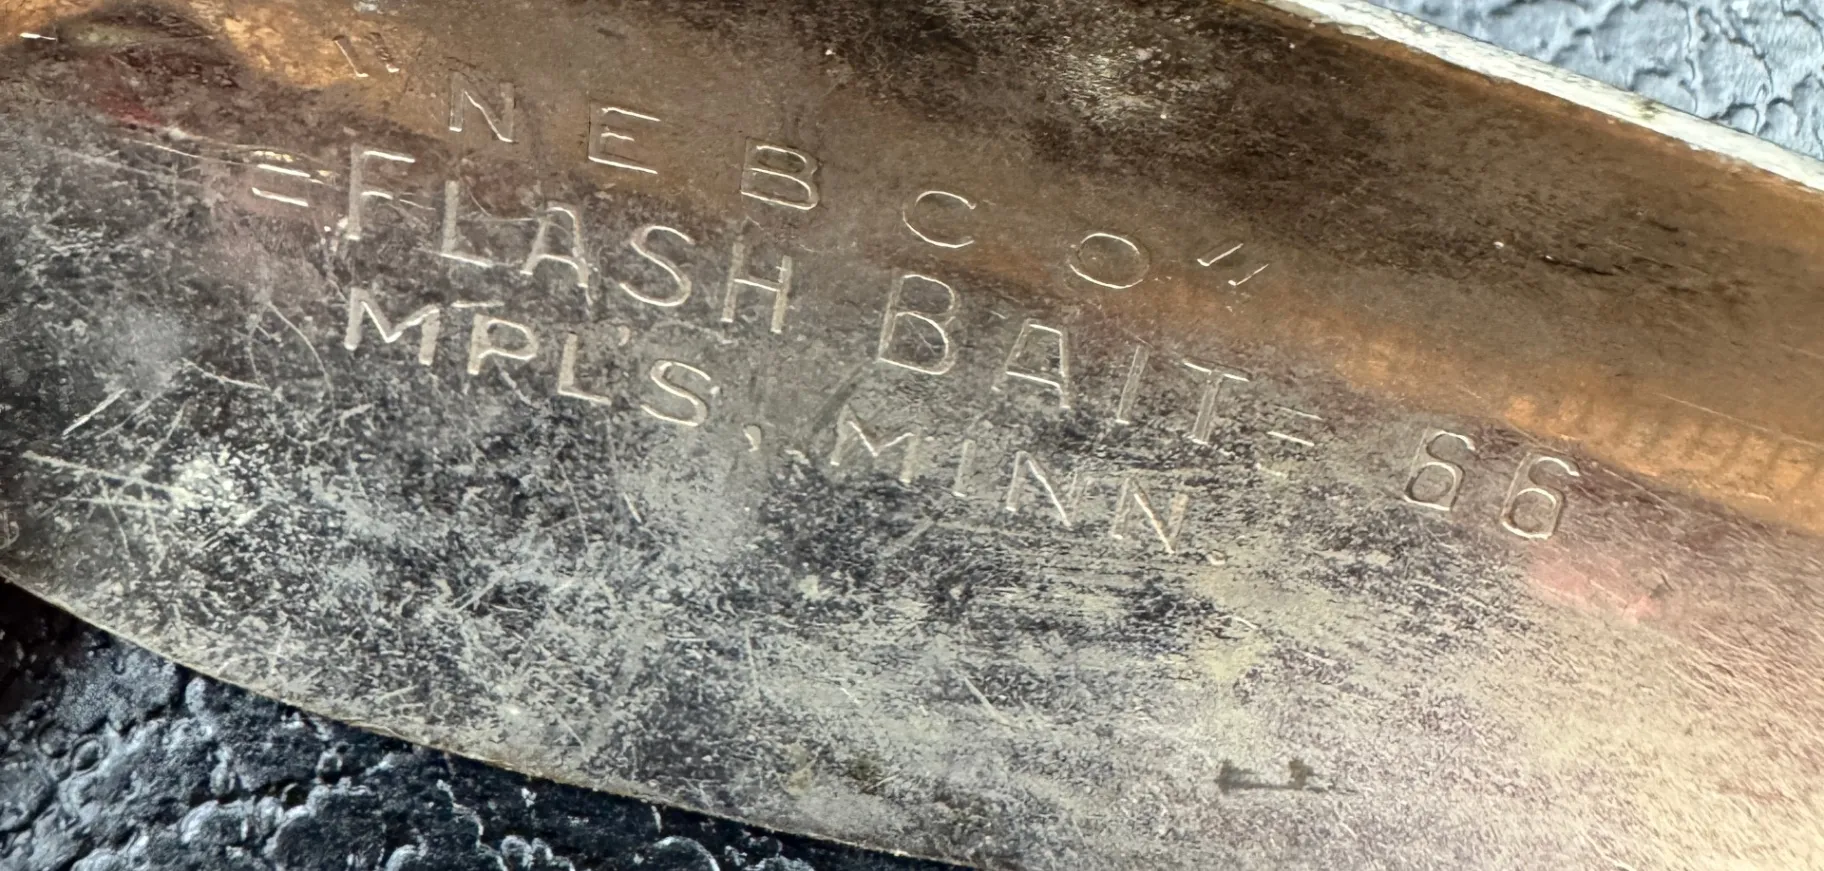 "NEBCO"
=FLASH BAIT= 66
MPL'S, MINN.